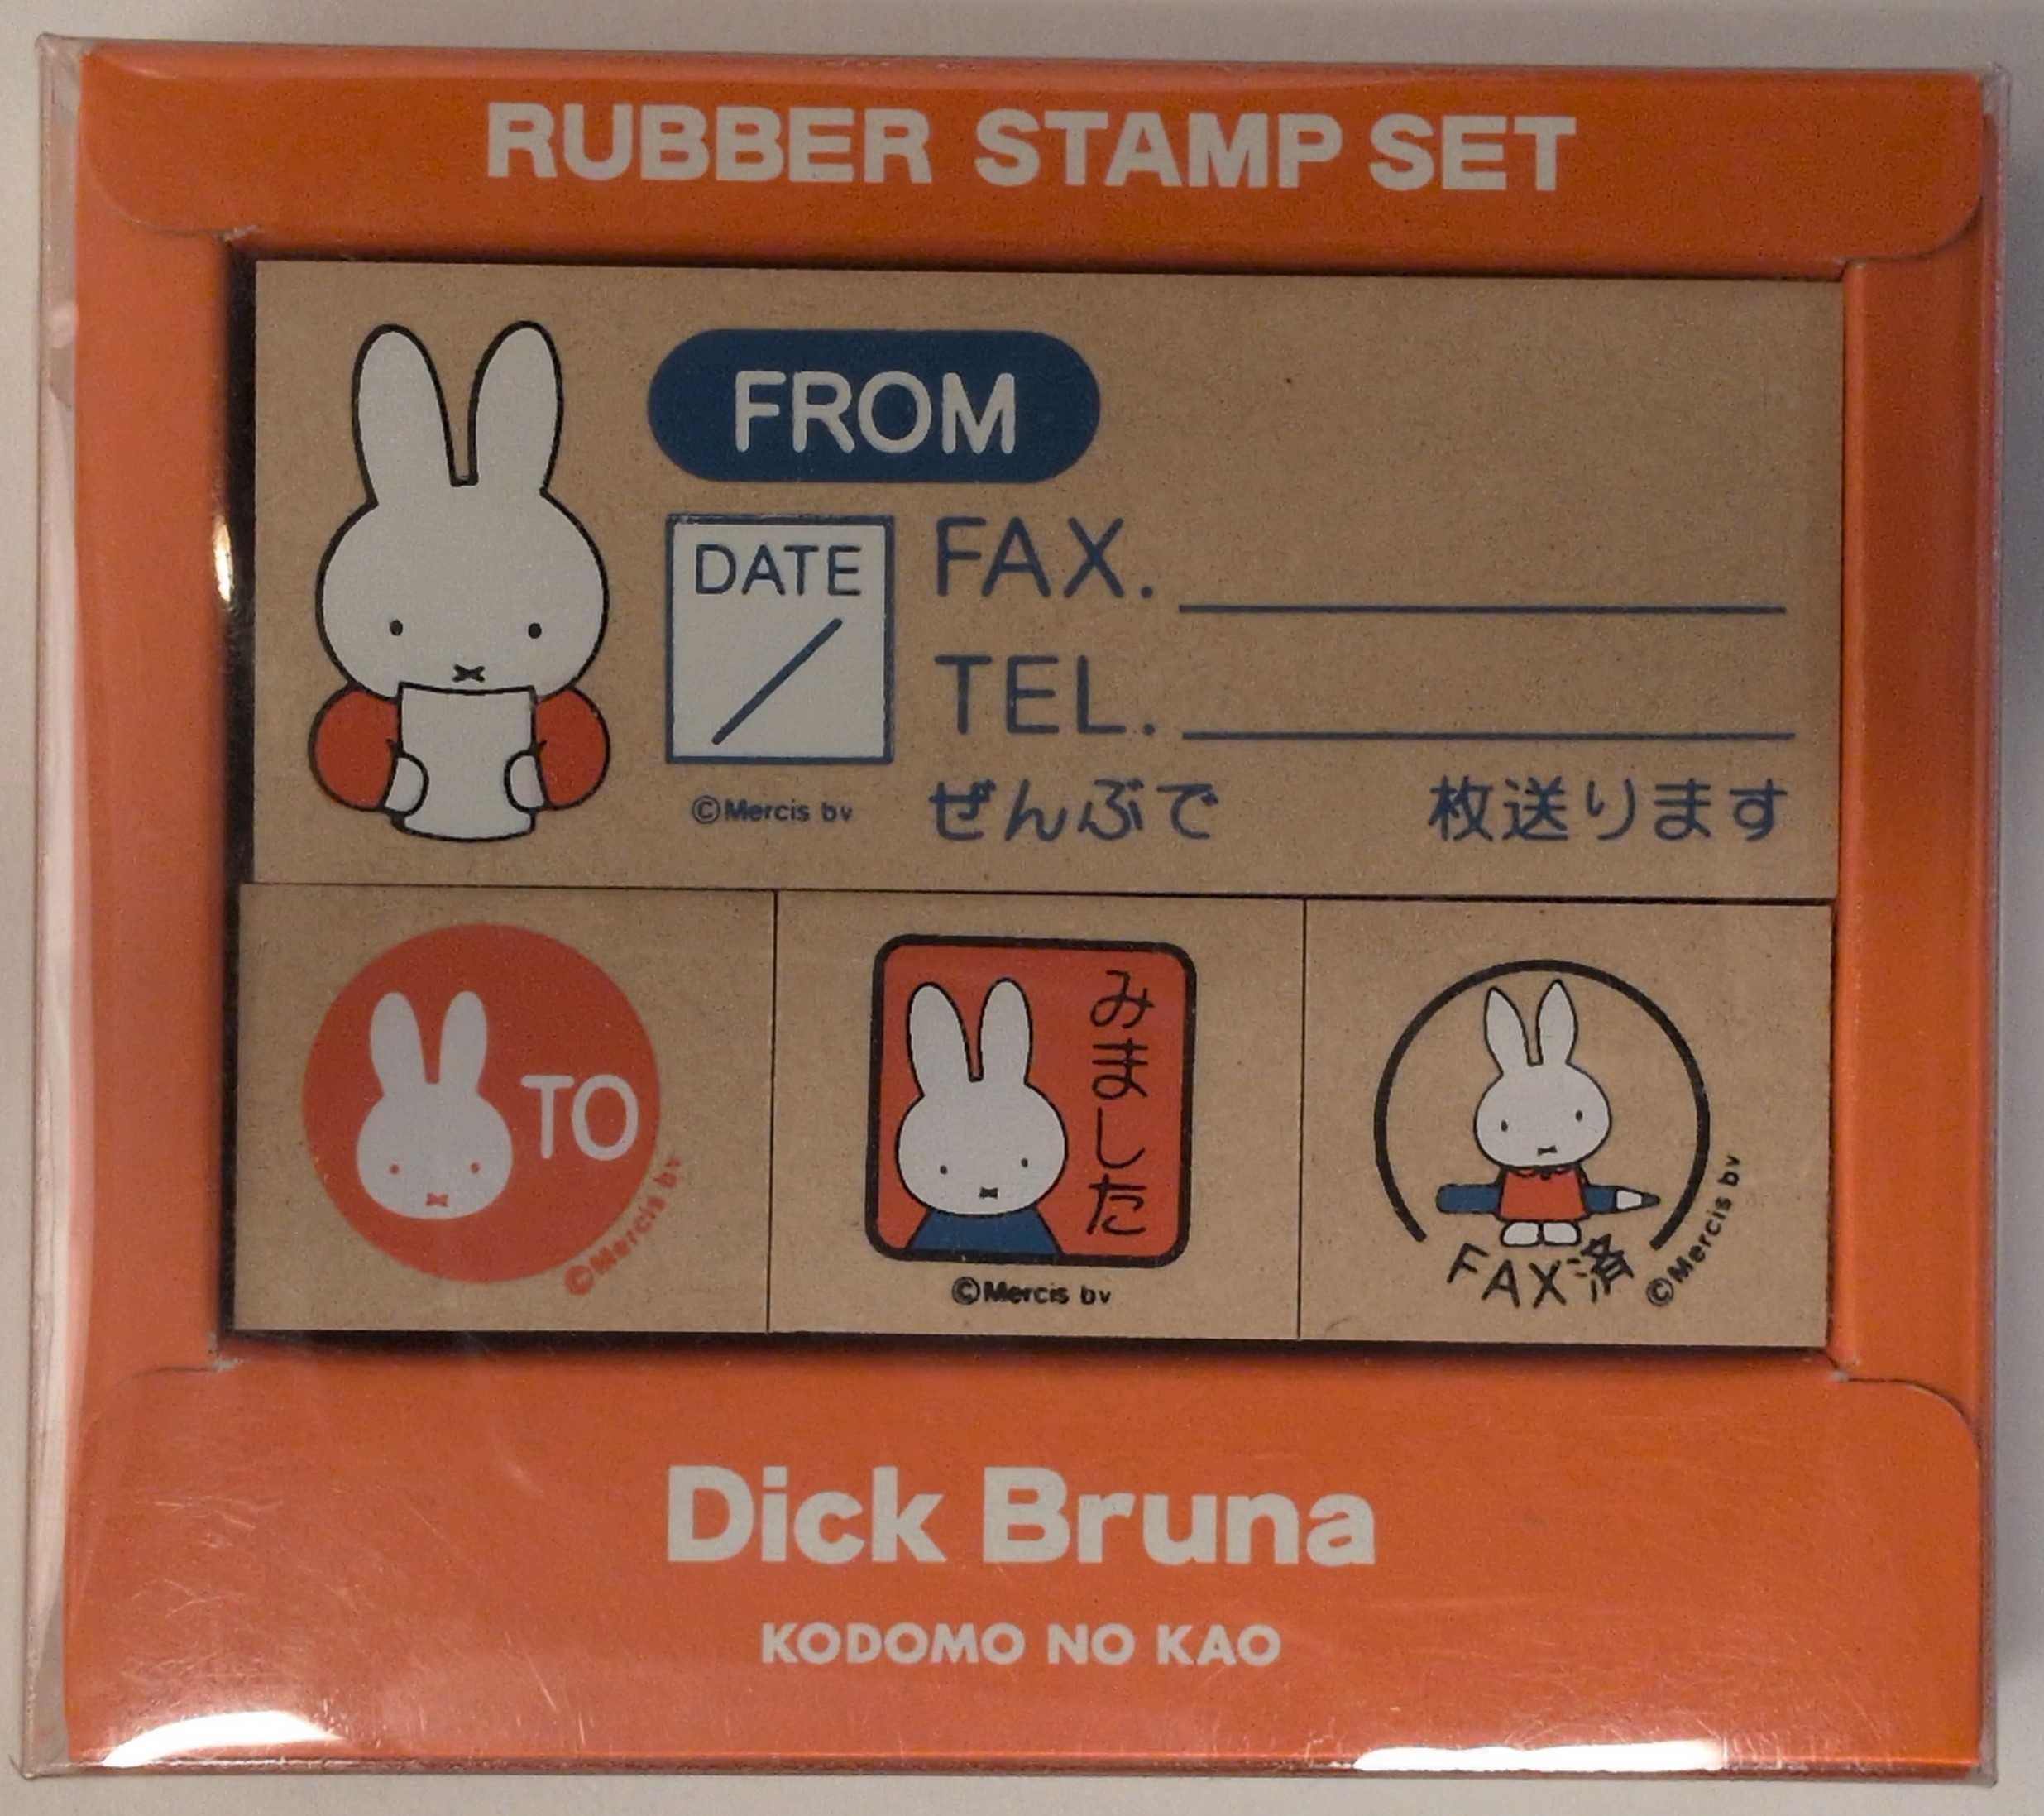 RUBBER STAMP SET
FROM
DATE
/
FAX.
TEL.
©Mercis bv
ぜんぶで 枚送ります
TO
©Mercis bv
みました
©Mercis bv
FAX済
©Mercis bv
Dick Bruna
KODOMO NO KAO